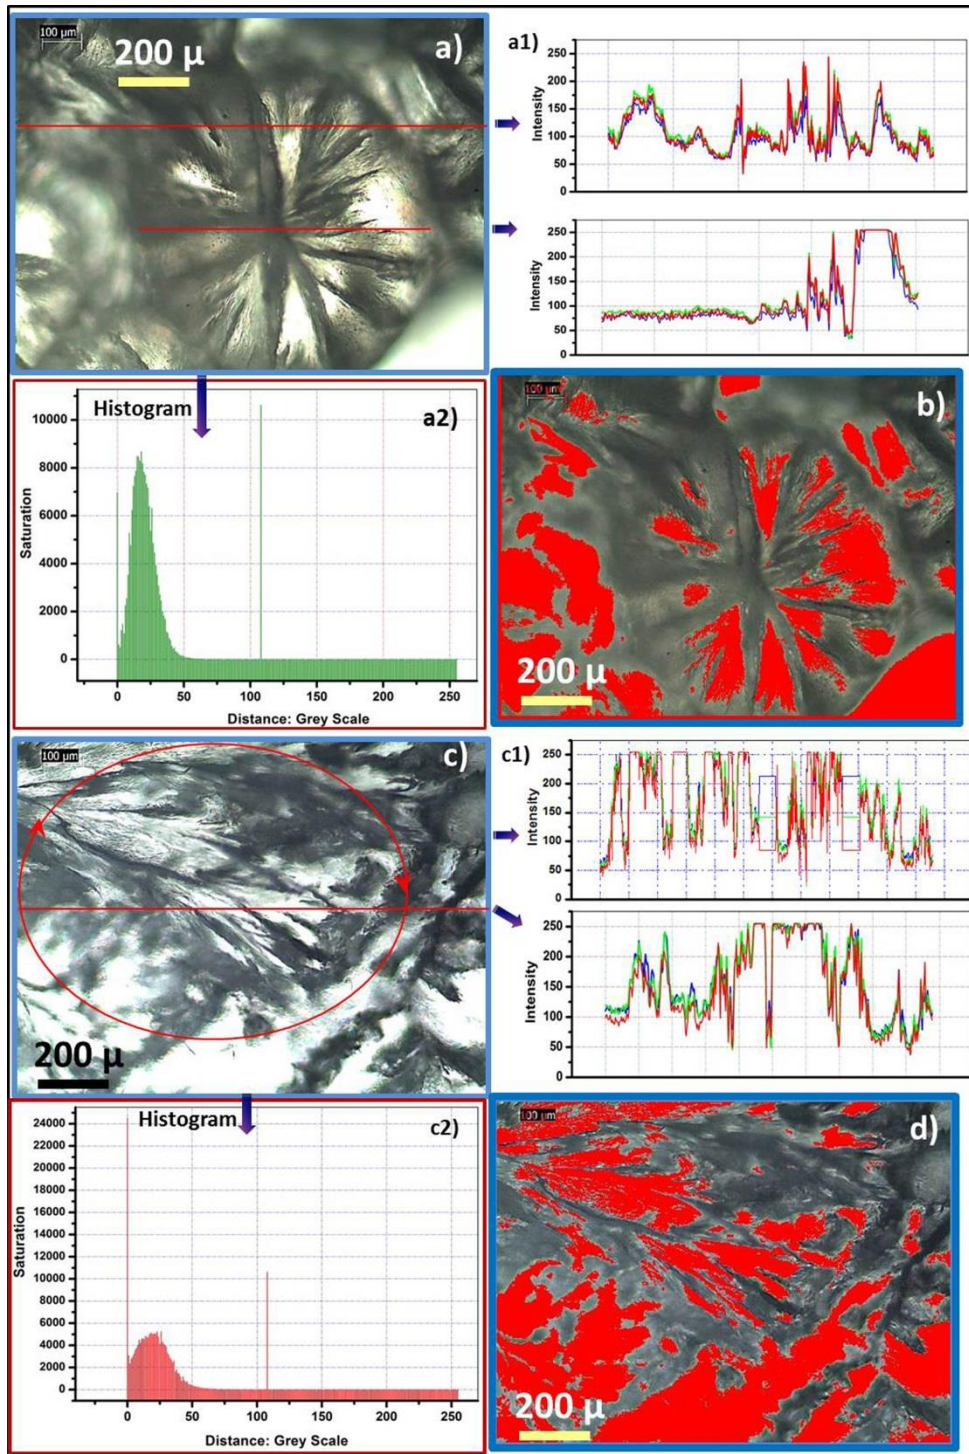 100 µm
200 µ
a)
a1)
Intensity
250
200
150
100
50
0
Intensity
250
200
150
100
50
0
Histogram
a2)
Saturation
10000
8000
6000
4000
2000
0
0 50 100 150 200 250
Distance: Grey Scale
100 µm
b)
200 µ
100 µm
c)
200 µ
c1)
Intensity
250
200
150
100
50
0
Intensity
250
200
150
100
50
0
Histogram
c2)
Saturation
24000
22000
20000
18000
16000
14000
12000
10000
8000
6000
4000
2000
0
0 50 100 150 200 250
Distance: Grey Scale
100 µm
d)
200 µ